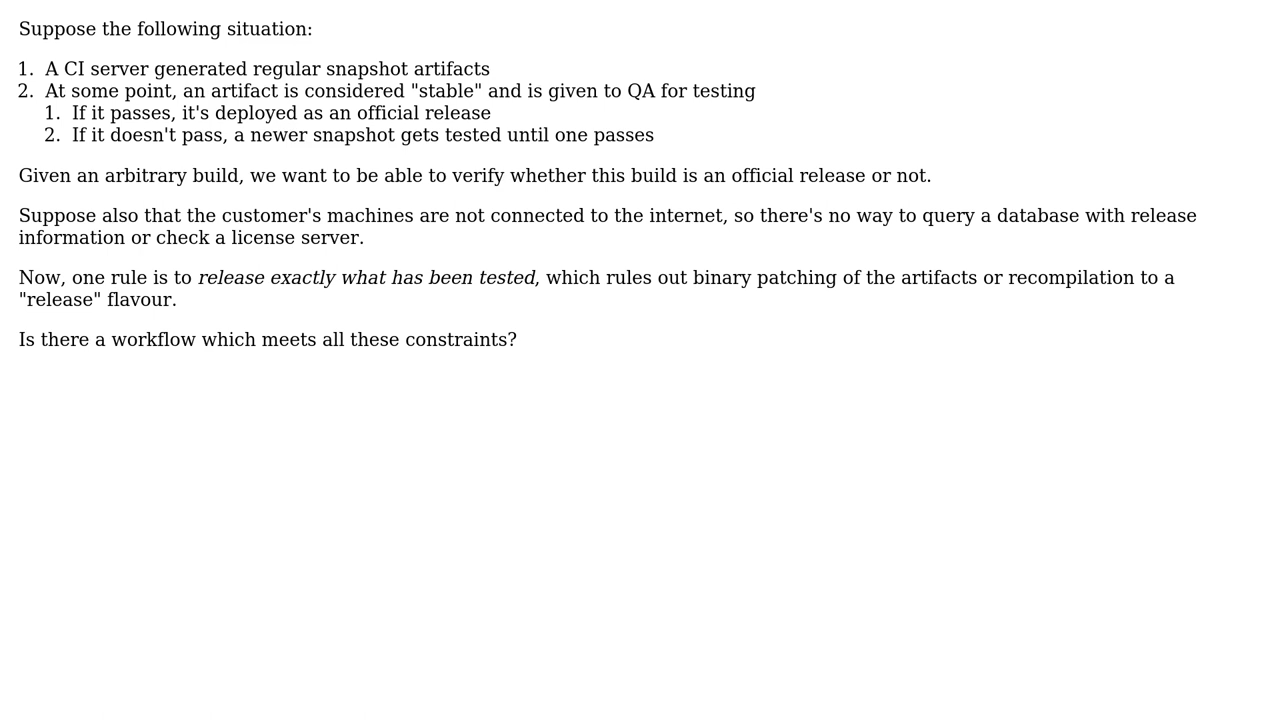 Suppose the following situation:
1. A CI server generated regular snapshot artifacts
2. At some point, an artifact is considered "stable" and is given to QA for testing
1. If it passes, it's deployed as an official release
2. If it doesn't pass, a newer snapshot gets tested until one passes
Given an arbitrary build, we want to be able to verify whether this build is an official release or not.
Suppose also that the customer's machines are not connected to the internet, so there's no way to query a database with release
information or check a license server.
Now, one rule is to release exactly what has been tested, which rules out binary patching of the artifacts or recompilation to a
"release" flavour.
Is there a workflow which meets all these constraints?